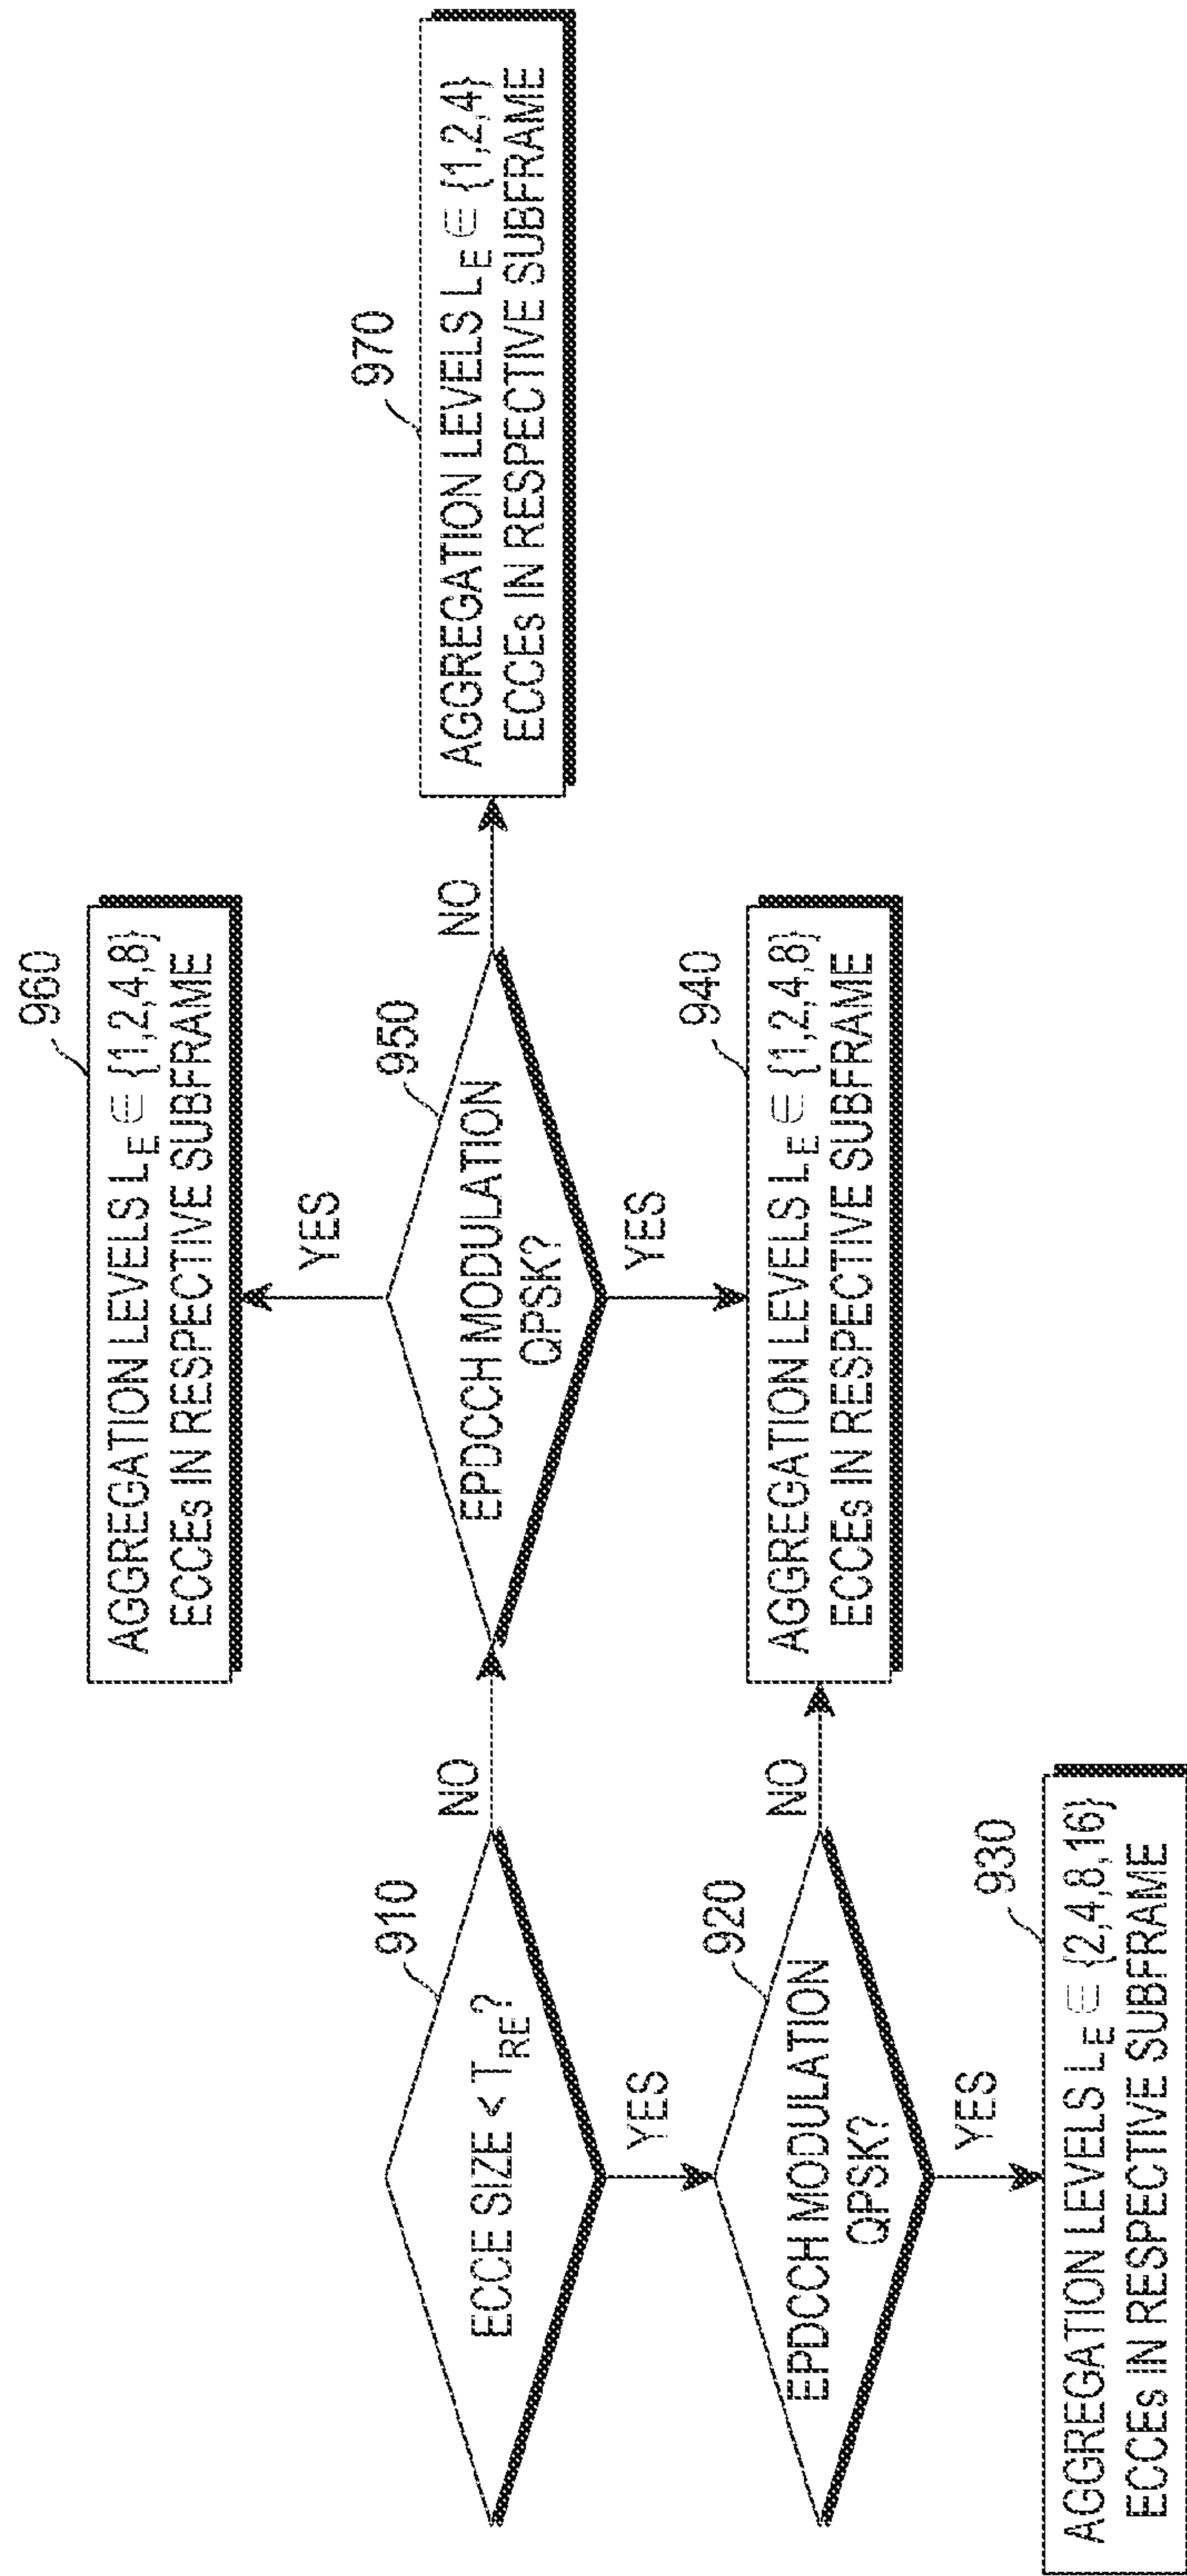 910
ECCE SIZE < T_RE?
NO
YES
920
EPDCCH MODULATION
QPSK?
NO
YES
930
AGGREGATION LEVELS L_E ∈ {2,4,8,16}
ECCEs IN RESPECTIVE SUBFRAME
960
AGGREGATION LEVELS L_E ∈ {1,2,4,8}
ECCEs IN RESPECTIVE SUBFRAME
YES
950
EPDCCH MODULATION
QPSK?
NO
YES
940
AGGREGATION LEVELS L_E ∈ {1,2,4,8}
ECCEs IN RESPECTIVE SUBFRAME
970
AGGREGATION LEVELS L_E ∈ {1,2,4}
ECCEs IN RESPECTIVE SUBFRAME